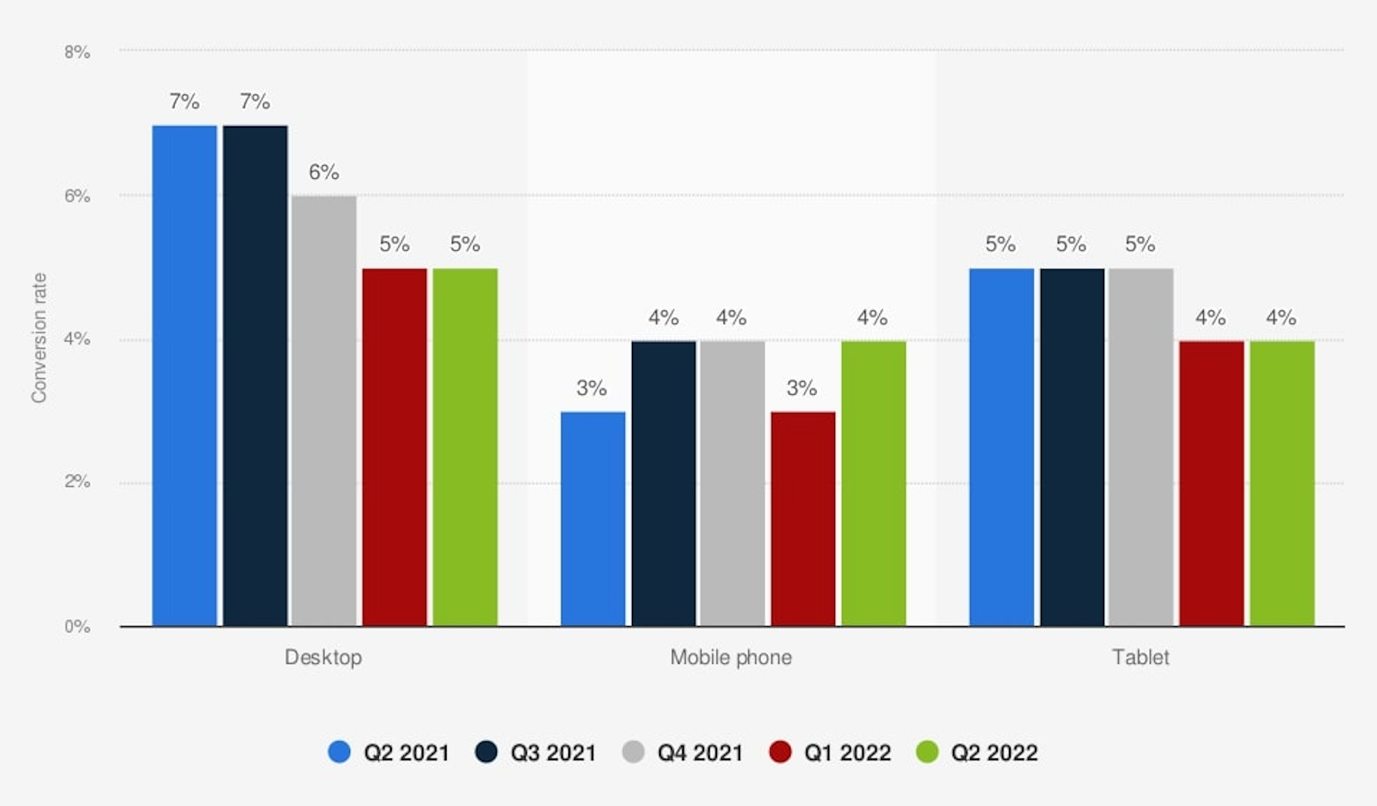 8%
7% 7%
6%
6%
5% 5%
5% 5% 5%
4% 4% 4%
4% 4%
4%
3% 3%
2%
0%
Conversion rate
Desktop Mobile phone Tablet
Q2 2021 Q3 2021 Q4 2021 Q1 2022 Q2 2022